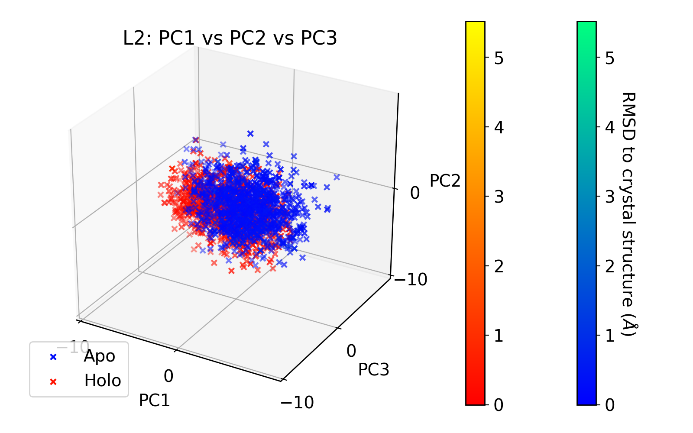 L2: PC1 vs PC2 vs PC3
PC2
0
−10
0
PC3
−10
−10
0
PC1
Apo
Holo
5
4
3
2
1
0
5
4
3
2
1
0
RMSD to crystal structure (Å)